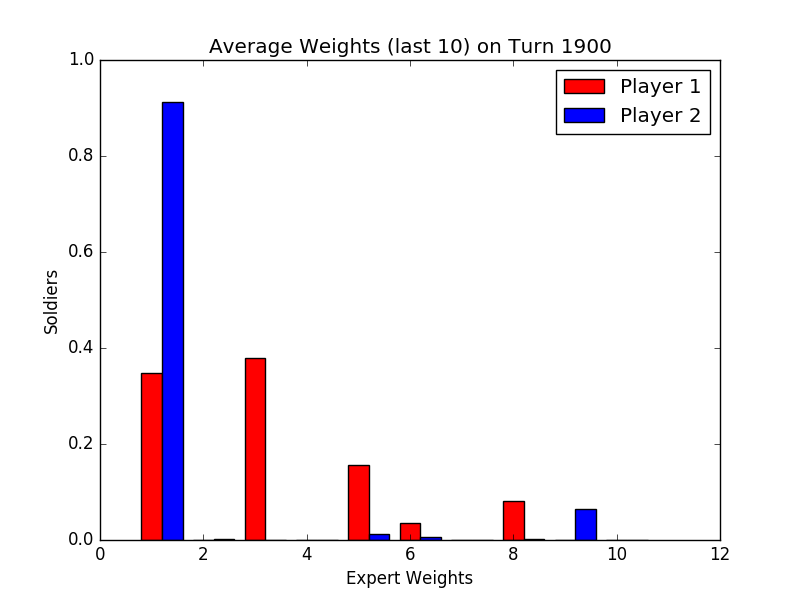 Average Weights (last 10) on Turn 1900
1.0
0.8
0.6
0.4
0.2
0.0
Soldiers
Player 1
Player 2
0 2 4 6 8 10 12
Expert Weights